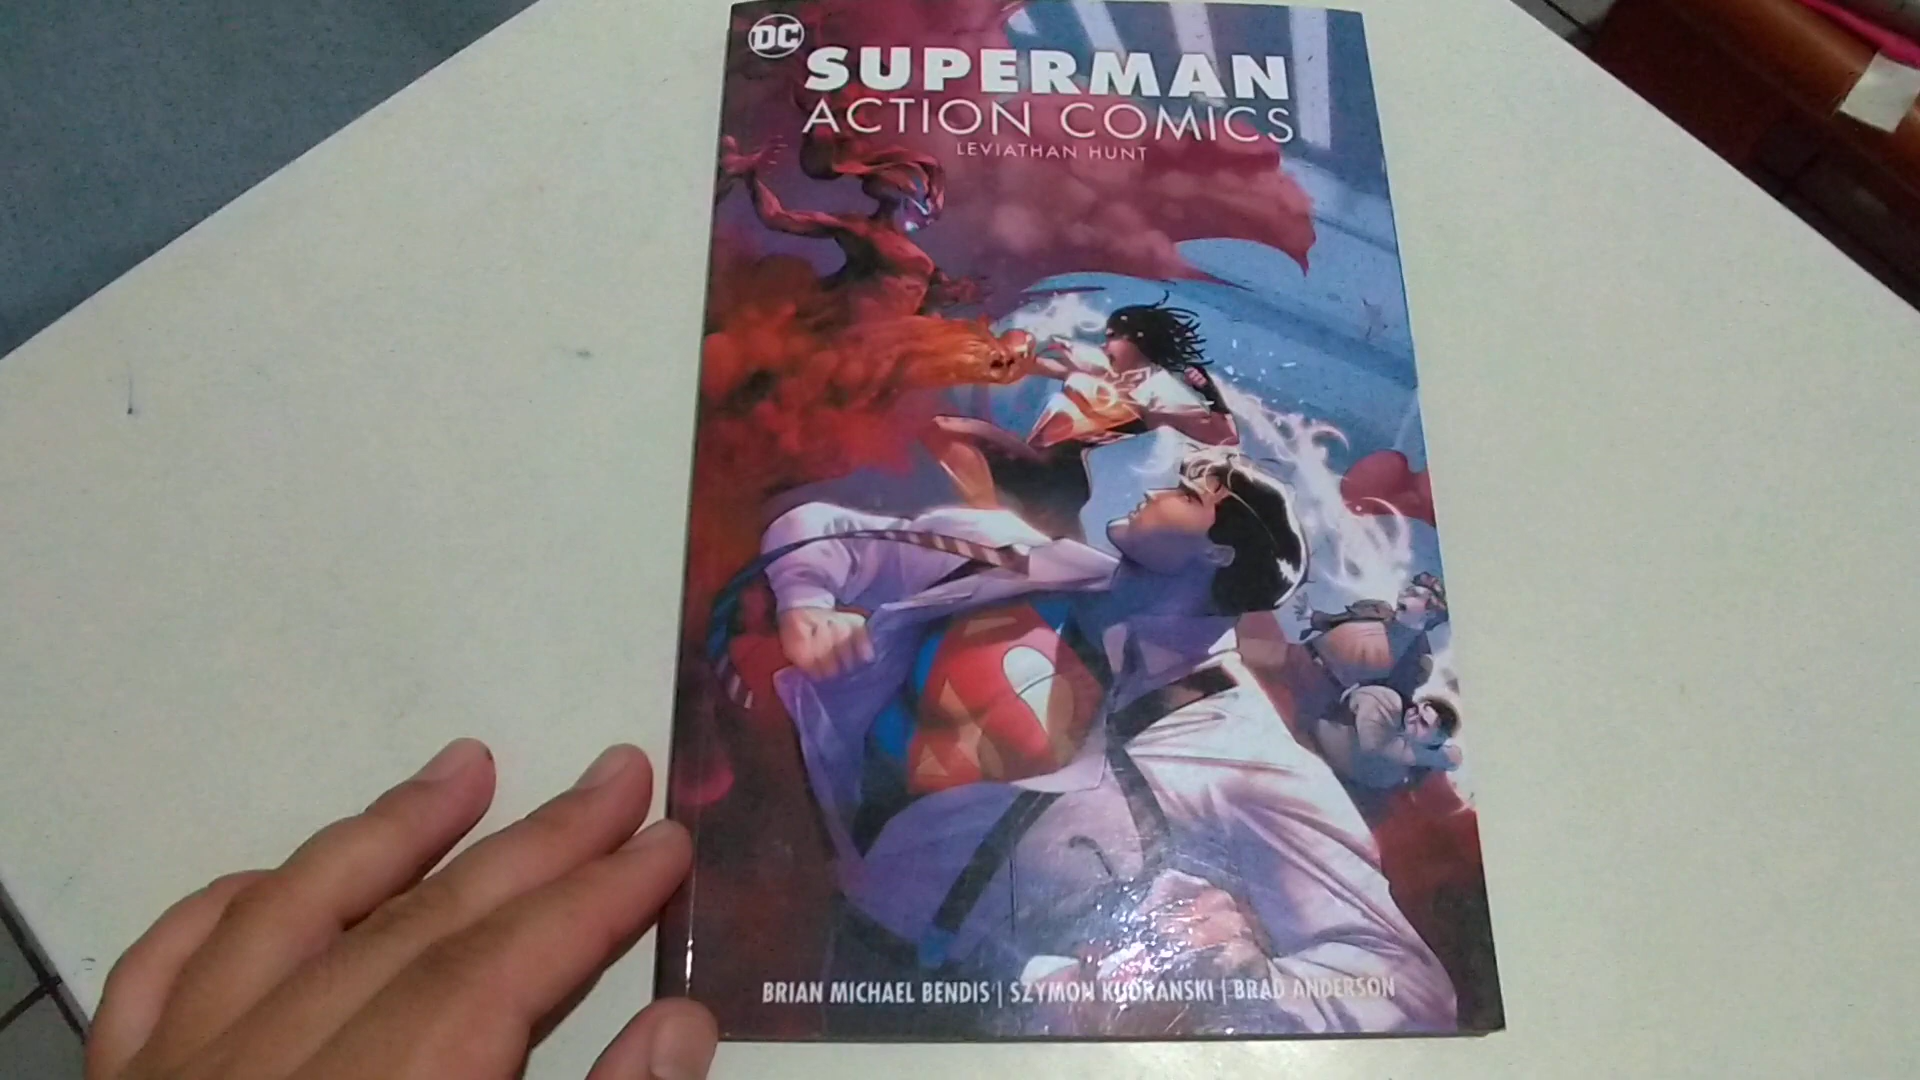 DC
SUPERMAN
ACTION COMICS
LEVIATHAN HUNT
BRIAN MICHAEL BENDIS | SZYMON KUDRANSKI | BRAD ANDERSON